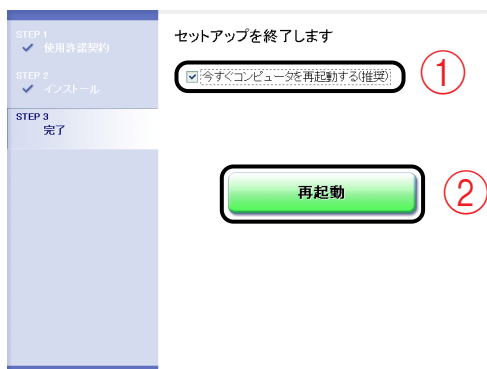 STEP 1
使用許諾契約
STEP 2
インストール
STEP 3
完了
セットアップを終了します
今すぐコンピュータを再起動する(推奨)
①
再起動
②